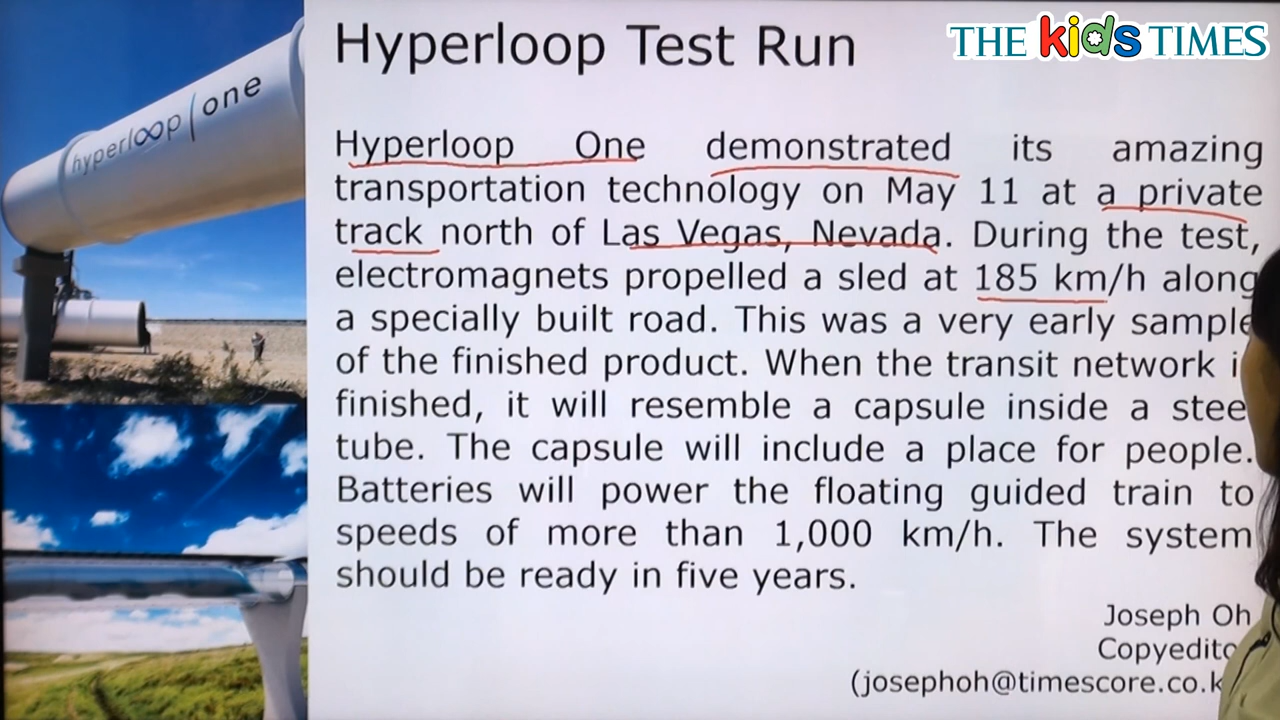 THE kids TIMES
Hyperloop Test Run
hyperloop one
Hyperloop One demonstrated its amazing
transportation technology on May 11 at a private
track north of Las Vegas, Nevada. During the test,
electromagnets propelled a sled at 185 km/h along
a specially built road. This was a very early sample
of the finished product. When the transit network
finished, it will resemble a capsule inside a
tube. The capsule will include a place for people.
Batteries will power the floating guided train to
speeds of more than 1,000 km/h. The system
should be ready in five years.
Joseph Oh
(josephoh@timescore.co.k